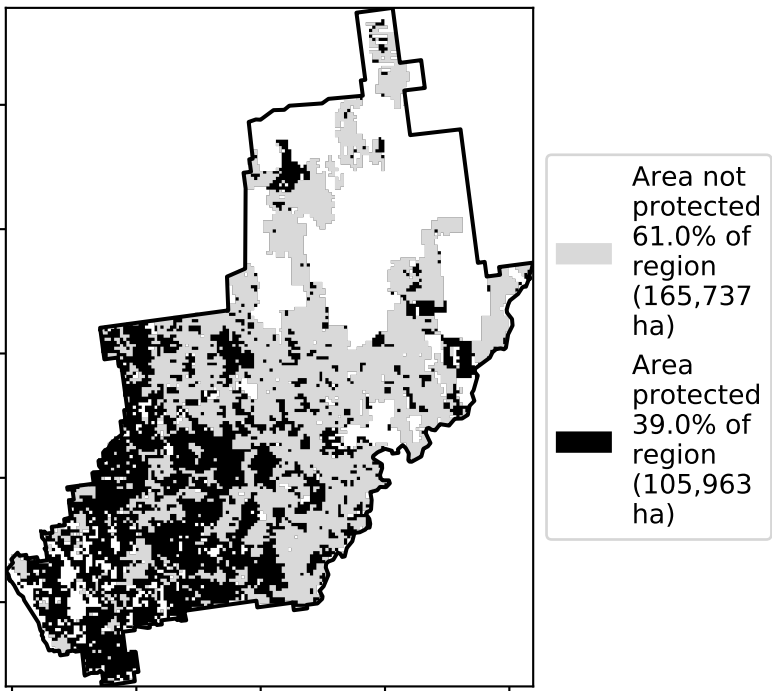 Area not
protected
61.0% of
region
(165,737
ha)
Area
protected
39.0% of
region
(105,963
ha)